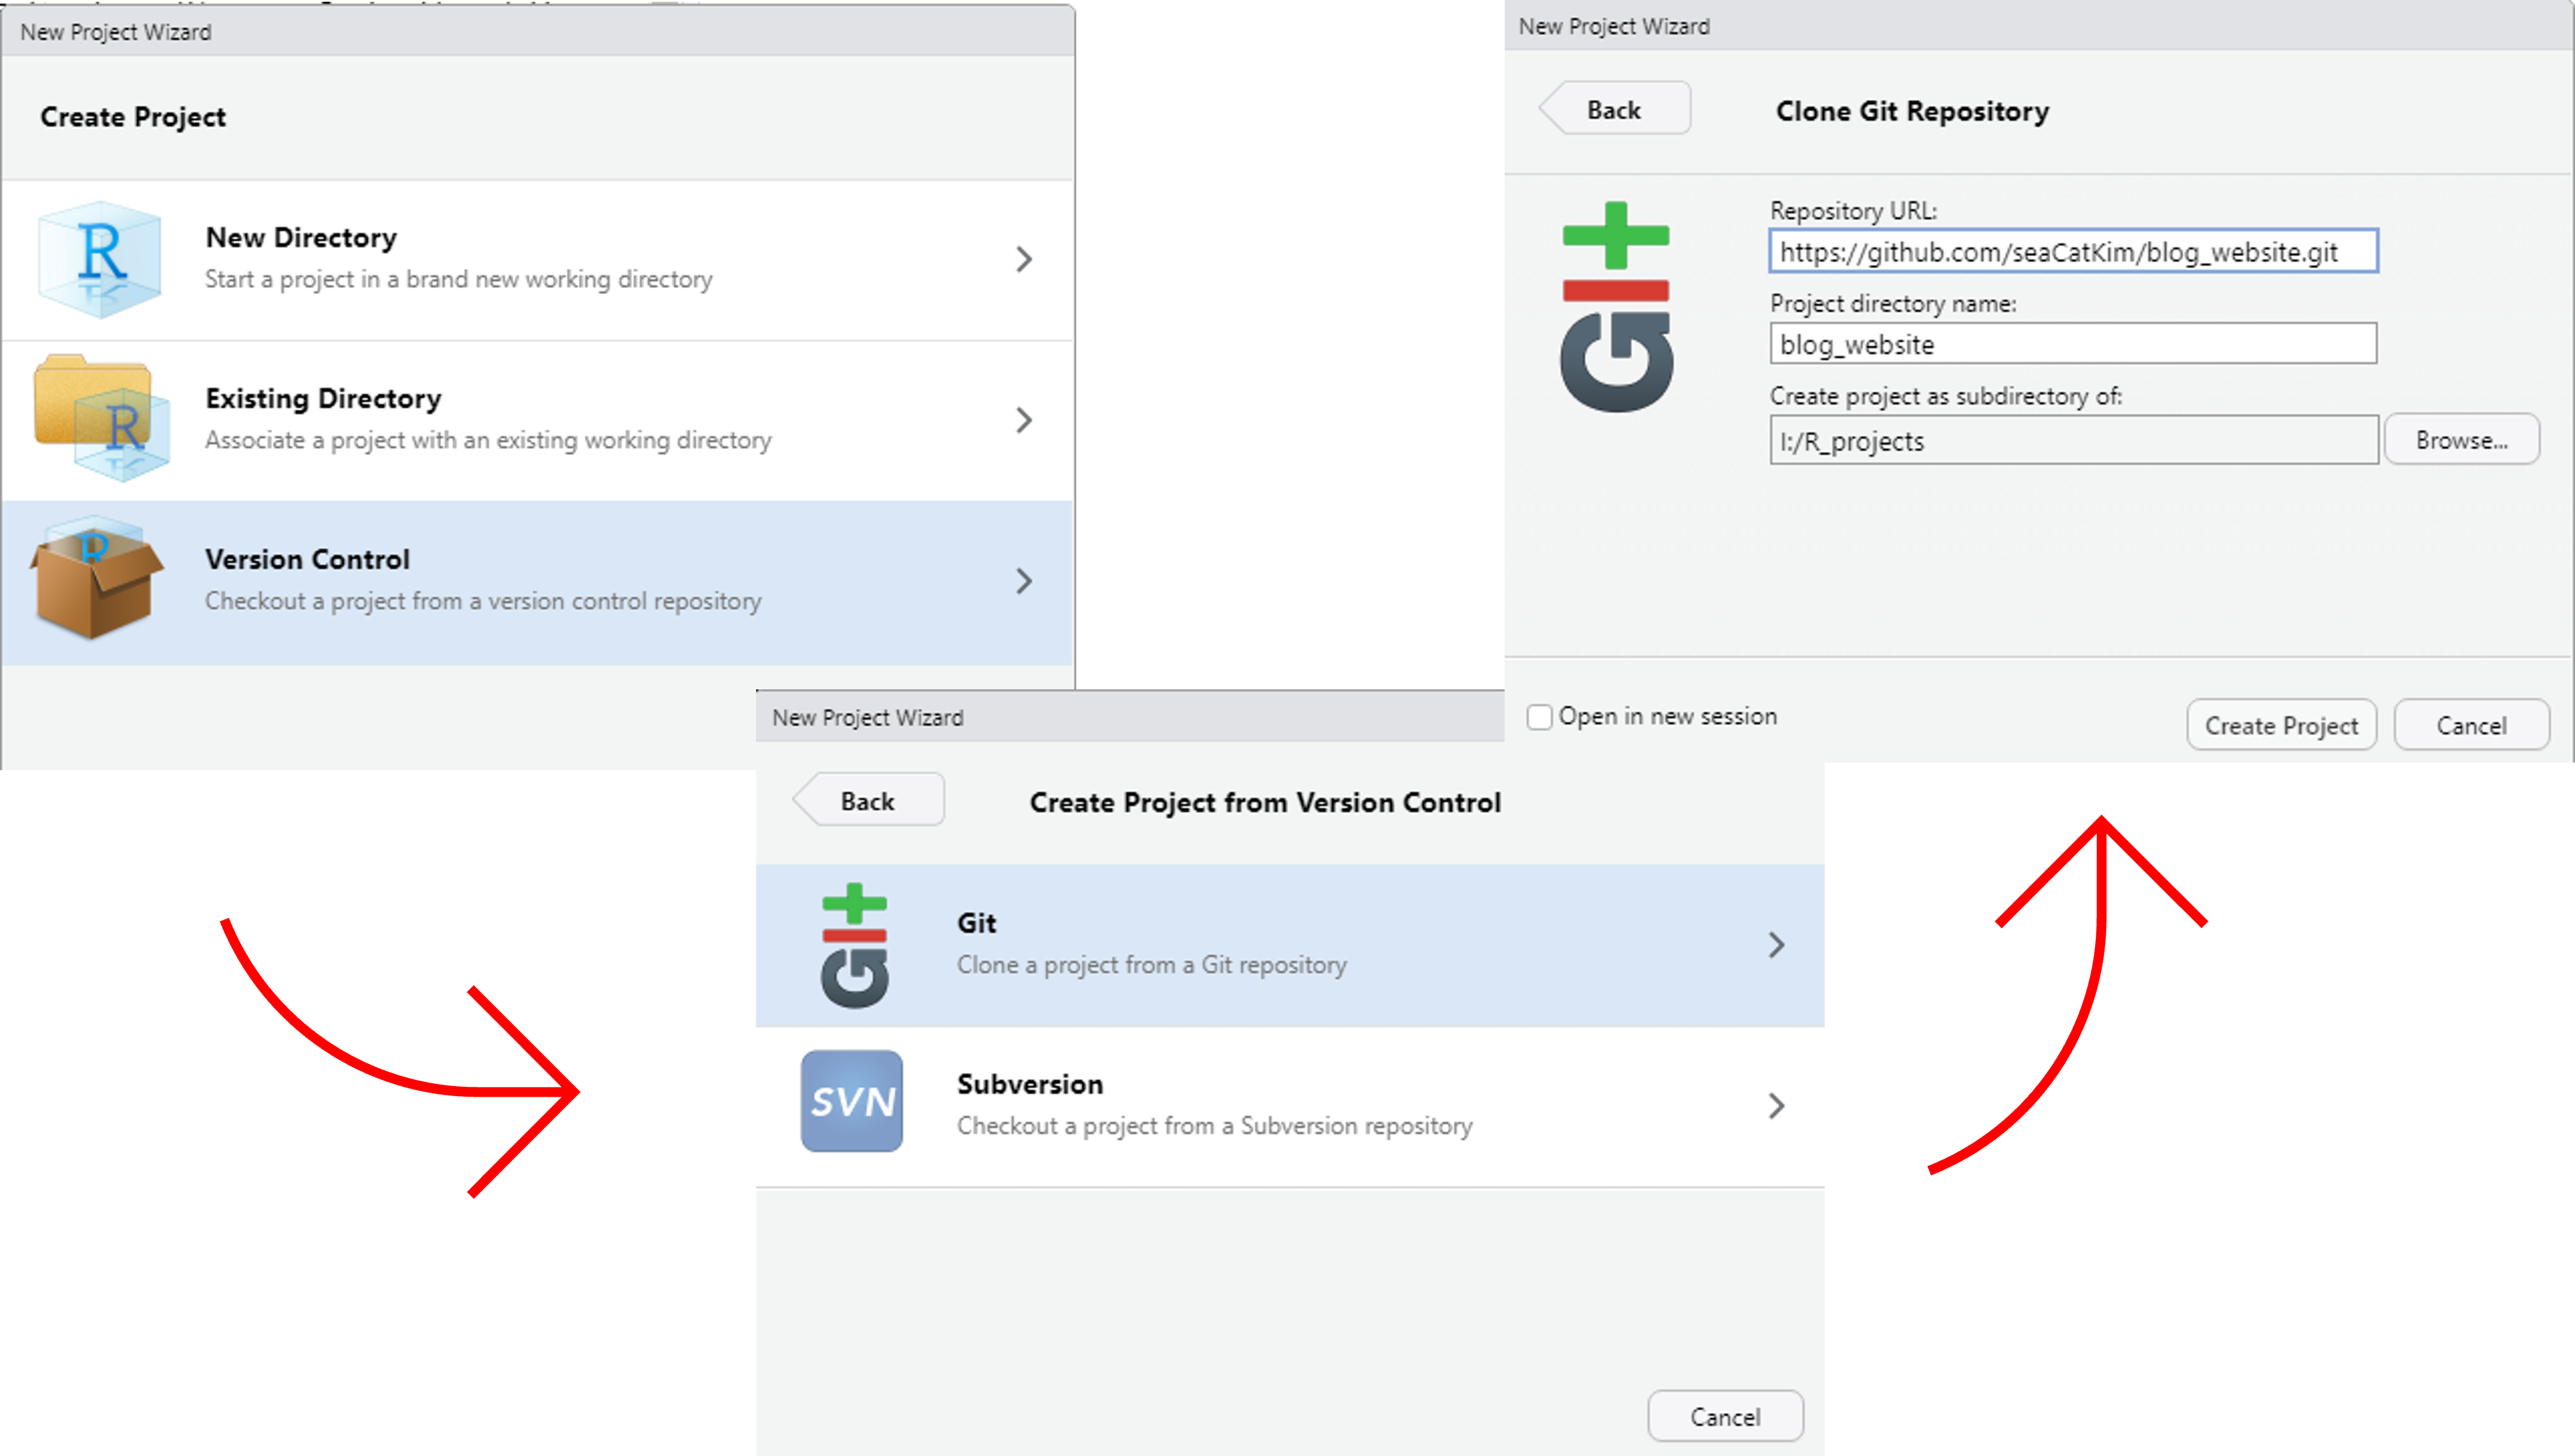 New Project Wizard
Create Project
R
New Directory
Start a project in a brand new working directory
R
Existing Directory
Associate a project with an existing working directory
R
Version Control
Checkout a project from a version control repository
New Project Wizard
Back
Create Project from Version Control
Git
Git
Clone a project from a Git repository
SVN
Subversion
Checkout a project from a Subversion repository
Cancel
New Project Wizard
Back
Clone Git Repository
Git
Repository URL:
https://github.com/seaCatKim/blog_website.git
Project directory name:
blog_website
Create project as subdirectory of:
I:/R_projects
Browse...
Open in new session
Create Project
Cancel